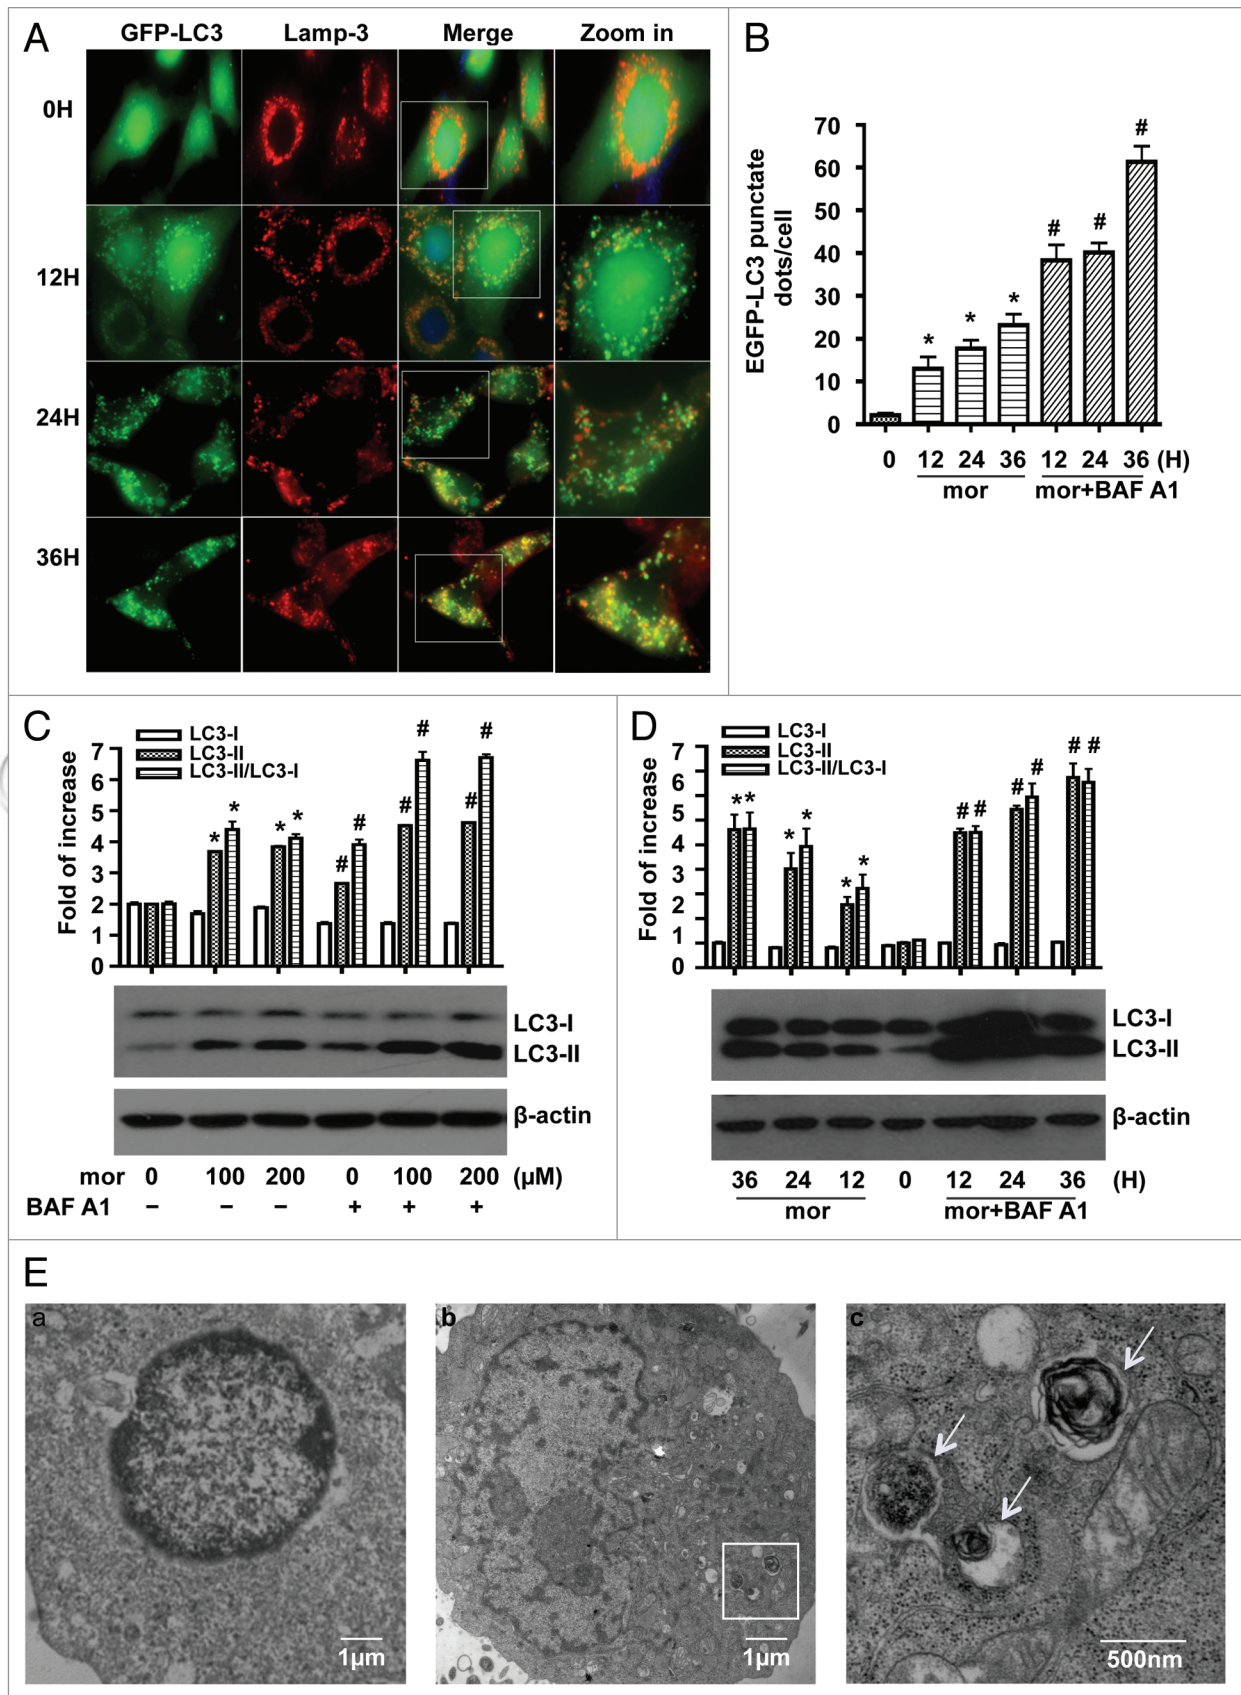 A
GFP-LC3 Lamp-3 Merge Zoom in
0H
12H
24H
36H
B
EGFP-LC3 punctate
dots/cell
70
60
50
40
30
20
10
0
* * * # # #
0 12 24 36 12 24 36 (H)
mor mor+BAF A1
C
LC3-I
LC3-II
LC3-II/LC3-I
Fold of increase
7
6
5
4
3
2
1
0
* * * * # # # # # #
LC3-I
LC3-II
β-actin
mor 0 100 200 0 100 200 (µM)
BAF A1 – – – + + +
D
LC3-I
LC3-II
LC3-II/LC3-I
Fold of increase
7
6
5
4
3
2
1
0
* * * * * * # # # # # #
LC3-I
LC3-II
β-actin
36 24 12 0 12 24 36 (H)
mor mor+BAF A1
E
a
1µm
b
1µm
c
500nm